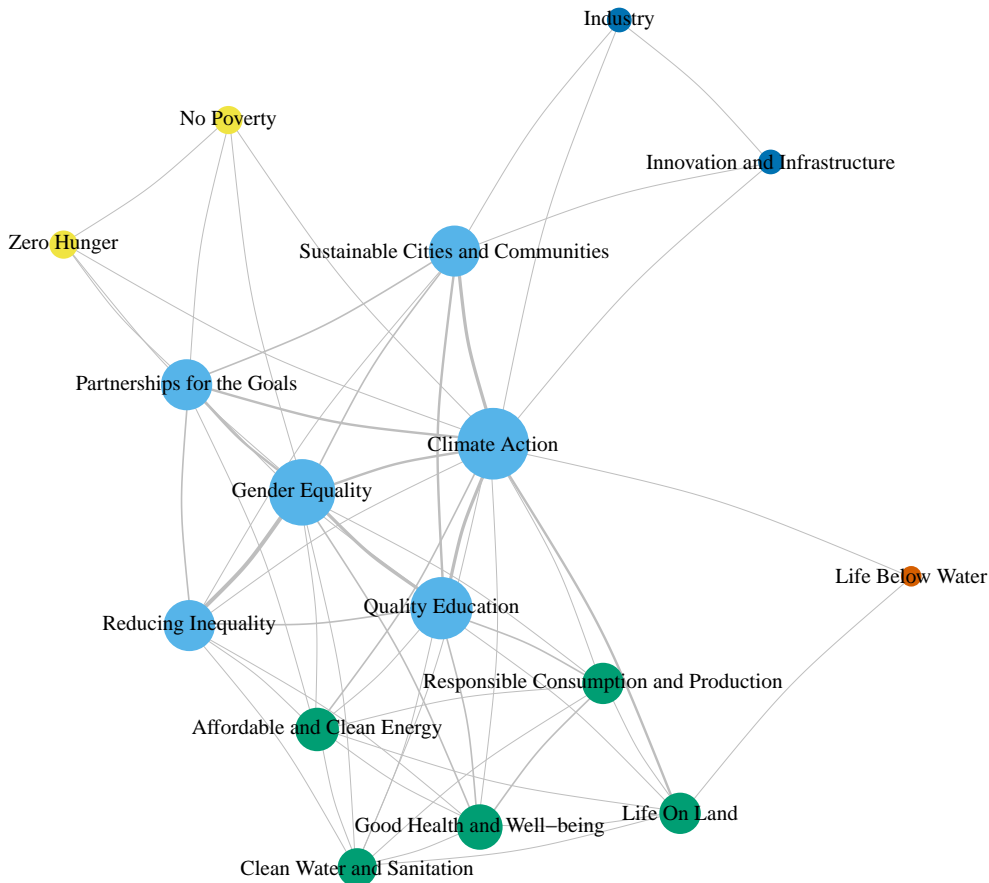 Industry
No Poverty
Innovation and Infrastructure
Zero Hunger
Sustainable Cities and Communities
Partnerships for the Goals
Climate Action
Gender Equality
Life Below Water
Quality Education
Reducing Inequality
Responsible Consumption and Production
Affordable and Clean Energy
Life On Land
Good Health and Well−being
Clean Water and Sanitation